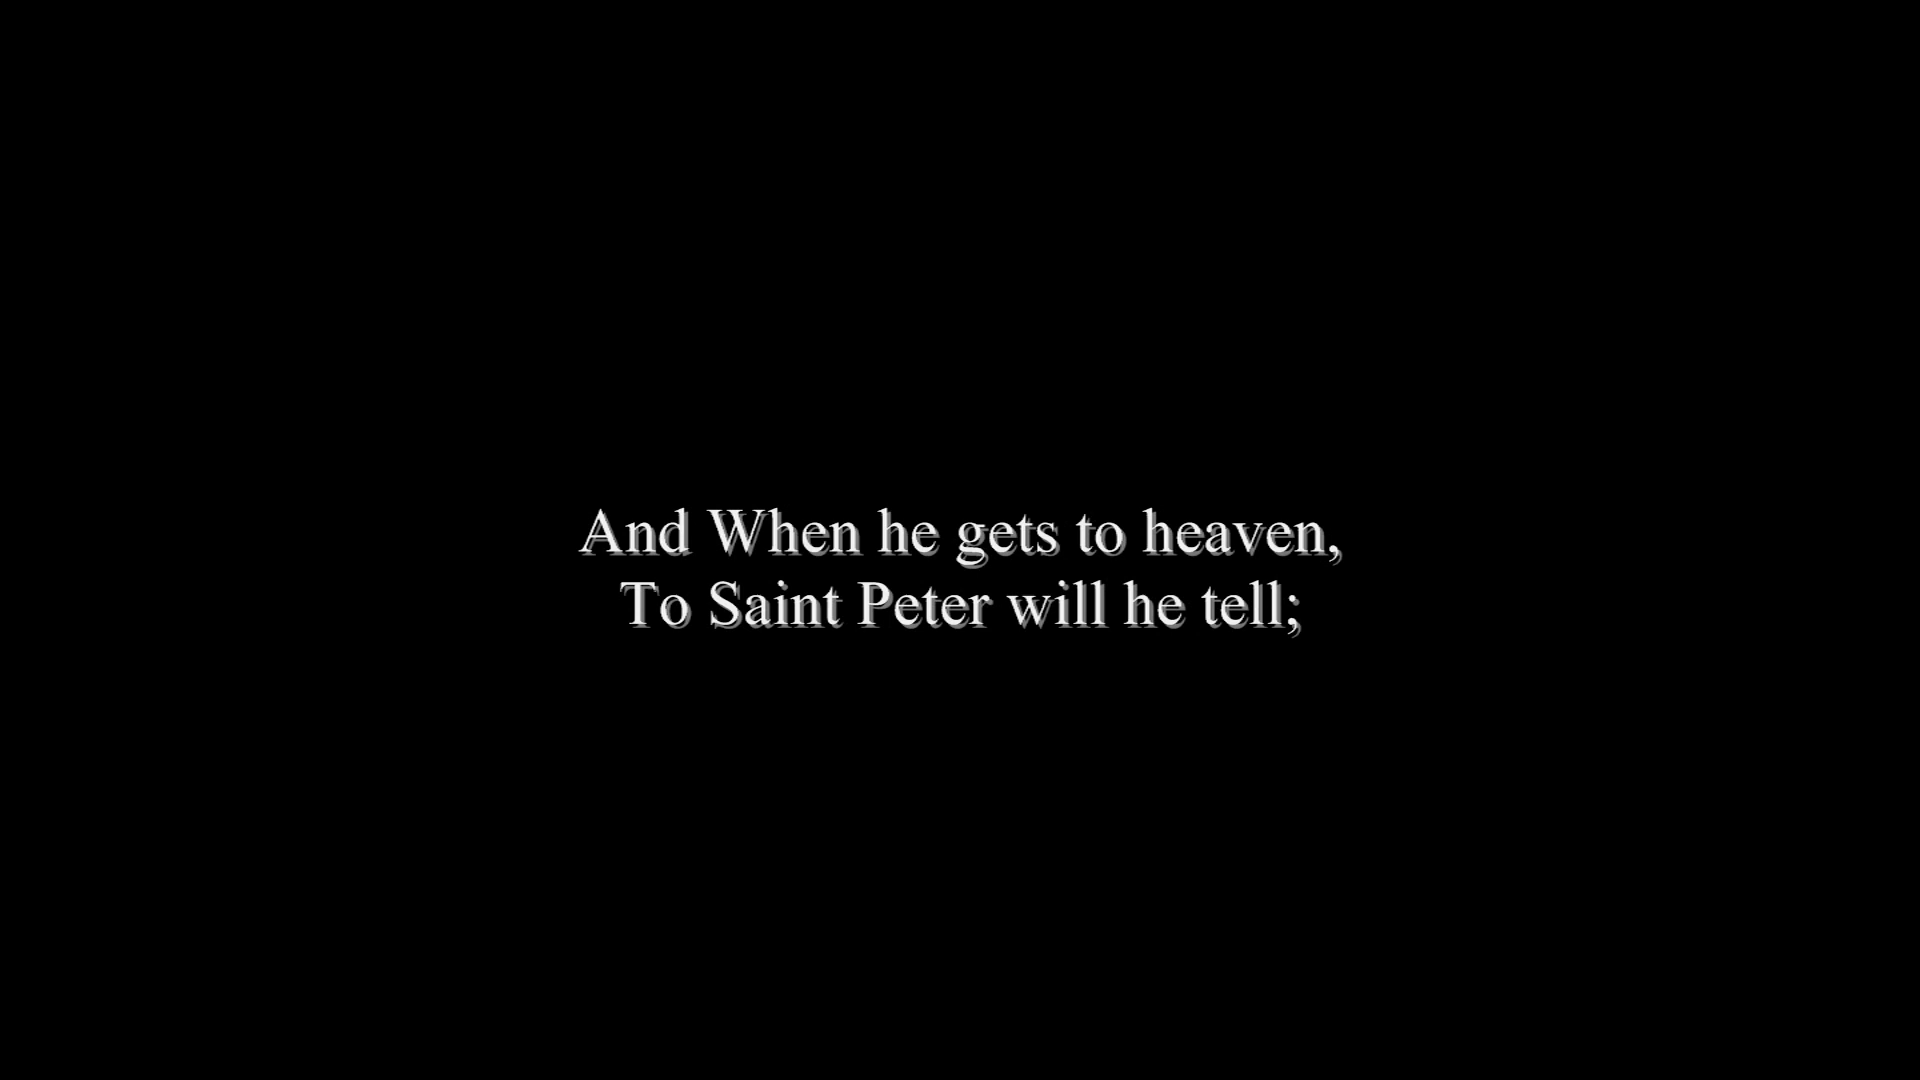 And When he gets to heaven,
To Saint Peter will he tell;